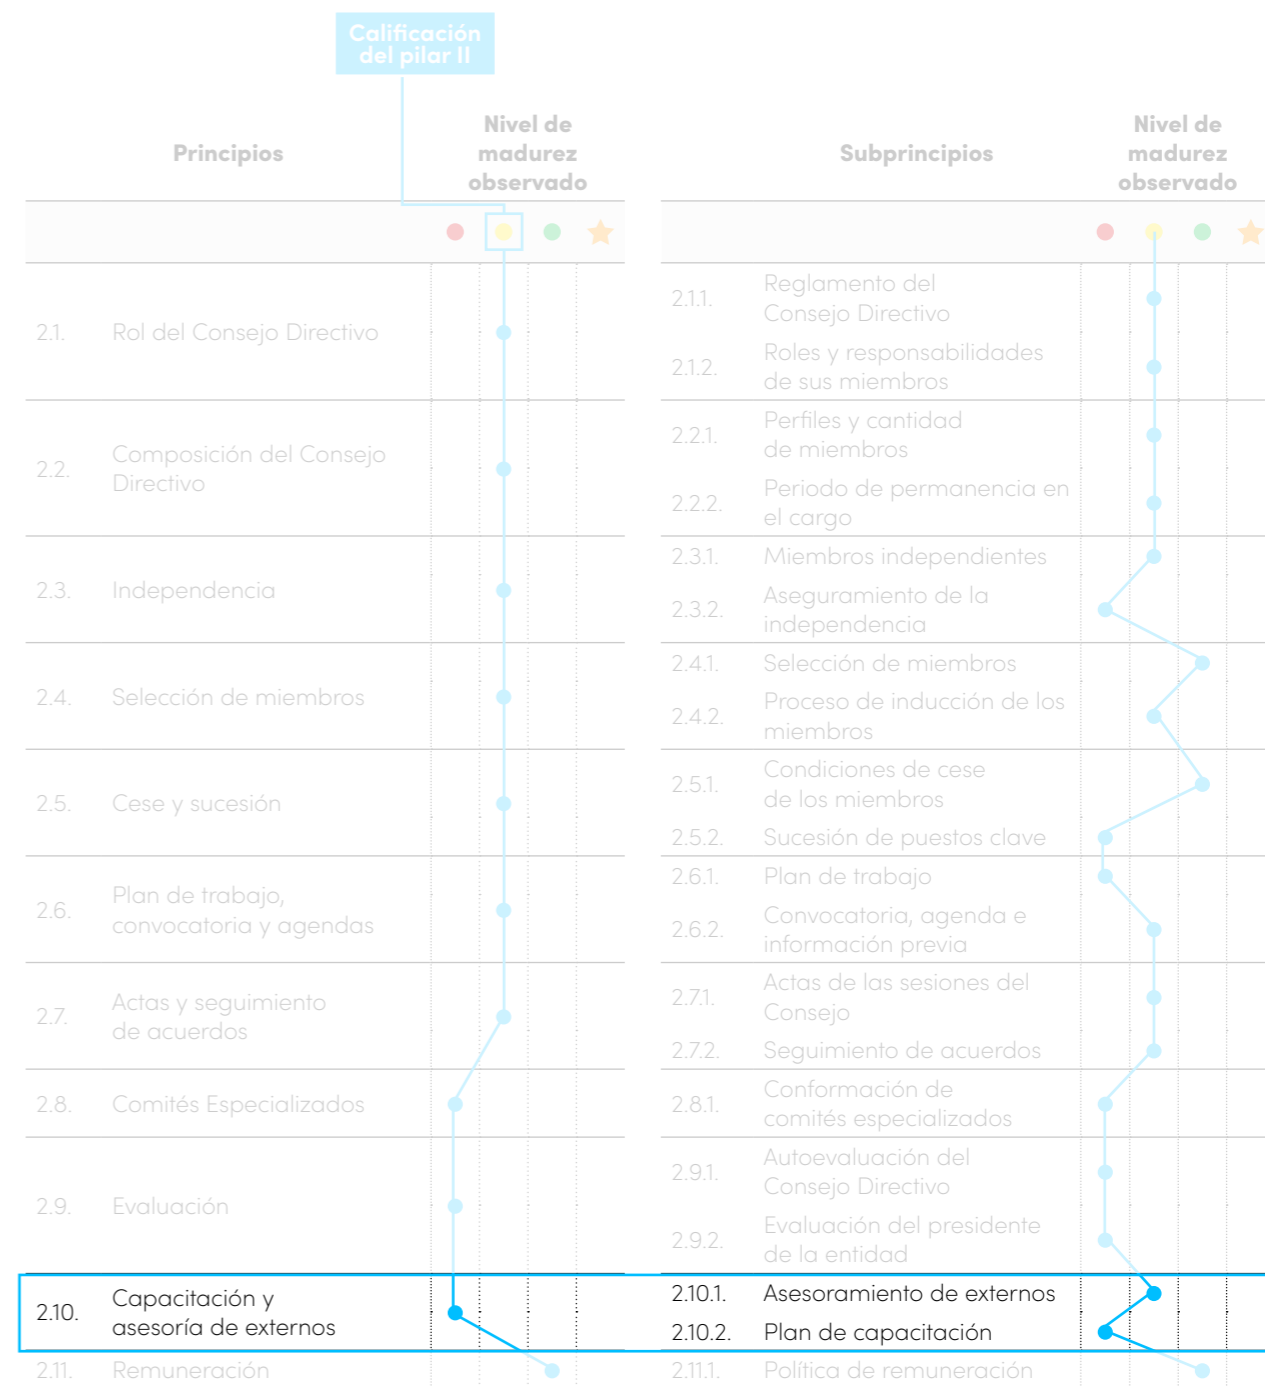 Calificación
del pilar II
Principios
Nivel de
madurez
observado
2.1. Rol del Consejo Directivo
2.2. Composición del Consejo
Directivo
2.3. Independencia
2.4. Selección de miembros
2.5. Cese y sucesión
2.6. Plan de trabajo,
convocatoria y agendas
2.7. Actas y seguimiento
de acuerdos
2.8. Comités Especializados
2.9. Evaluación
2.10. Capacitación y
asesoría de externos
2.11. Remuneración
Subprincipios
Nivel de
madurez
observado
2.1.1. Reglamento del
Consejo Directivo
2.1.2. Roles y responsabilidades
de sus miembros
2.2.1. Perfiles y cantidad
de miembros
2.2.2. Periodo de permanencia en
el cargo
2.3.1. Miembros independientes
2.3.2. Aseguramiento de la
independencia
2.4.1. Selección de miembros
2.4.2. Proceso de inducción de los
miembros
2.5.1. Condiciones de cese
de los miembros
2.5.2. Sucesión de puestos clave
2.6.1. Plan de trabajo
2.6.2. Convocatoria, agenda e
información previa
2.7.1. Actas de las sesiones del
Consejo
2.7.2. Seguimiento de acuerdos
2.8.1. Conformación de
comités especializados
2.9.1. Autoevaluación del
Consejo Directivo
2.9.2. Evaluación del presidente
de la entidad
2.10.1. Asesoramiento de externos
2.10.2. Plan de capacitación
2.11.1. Política de remuneración